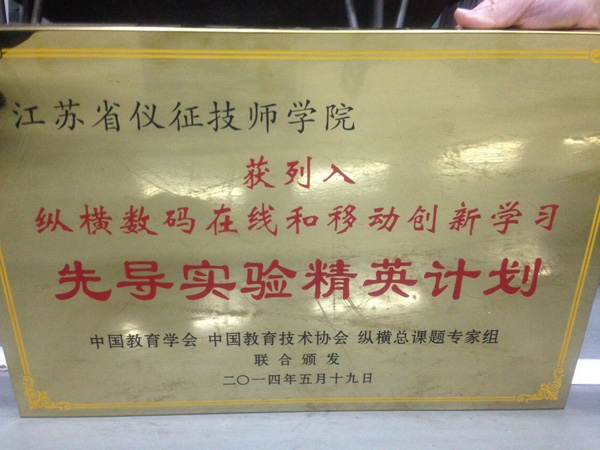 江苏省仪征技师学院
获列入
纵横数码在线和移动创新学习
先导实验精英计划
中国教育学会 中国教育技术协会 纵横总课题专家组
联合颁发
二〇一四年五月十九日